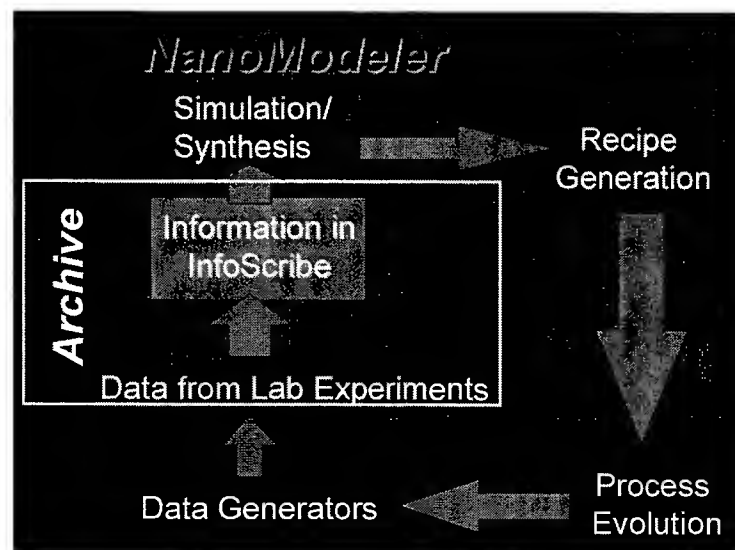 NanoModeler
Simulation/
Synthesis
Recipe
Generation
Archive
Information in
InfoScribe
Data from Lab Experiments
Data Generators
Process
Evolution